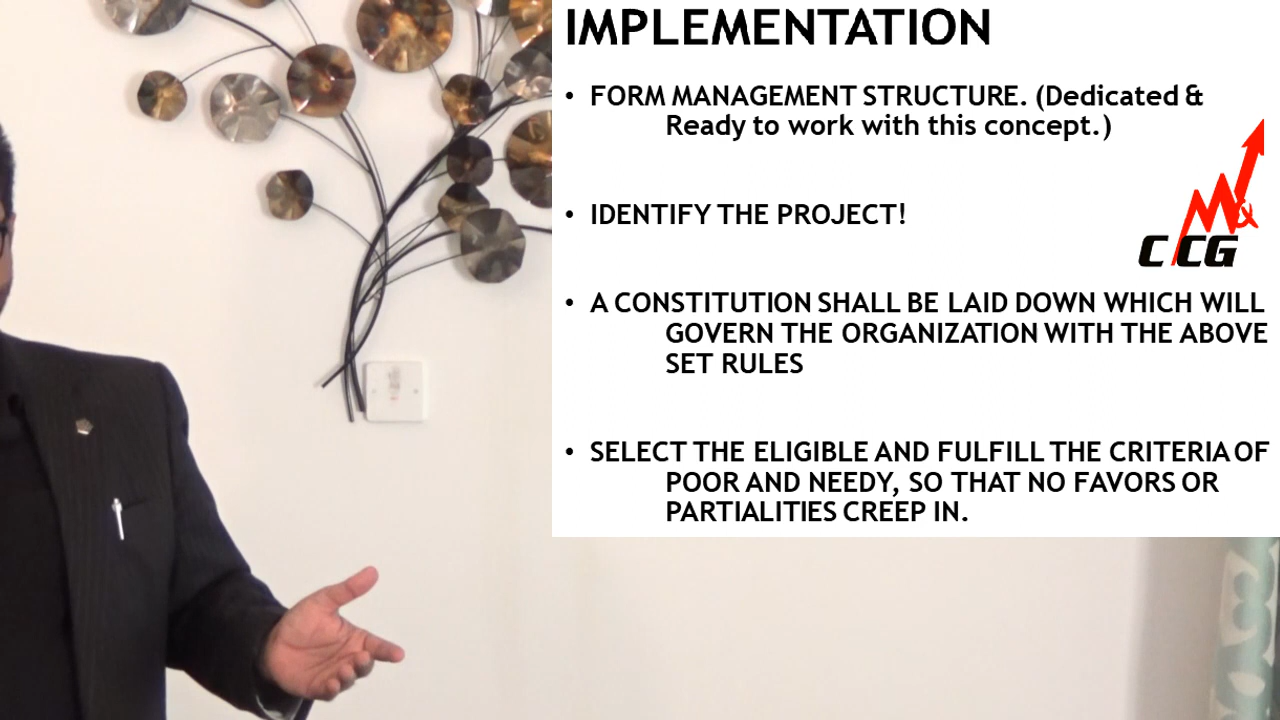 IMPLEMENTATION
• FORM MANAGEMENT STRUCTURE. (Dedicated &
Ready to work with this concept.)
• IDENTIFY THE PROJECT!
• A CONSTITUTION SHALL BE LAID DOWN WHICH WILL
GOVERN THE ORGANIZATION WITH THE ABOVE
SET RULES
• SELECT THE ELIGIBLE AND FULFILL THE CRITERIA OF
POOR AND NEEDY, SO THAT NO FAVORS OR
PARTIALITIES CREEP IN.
M&
C CG